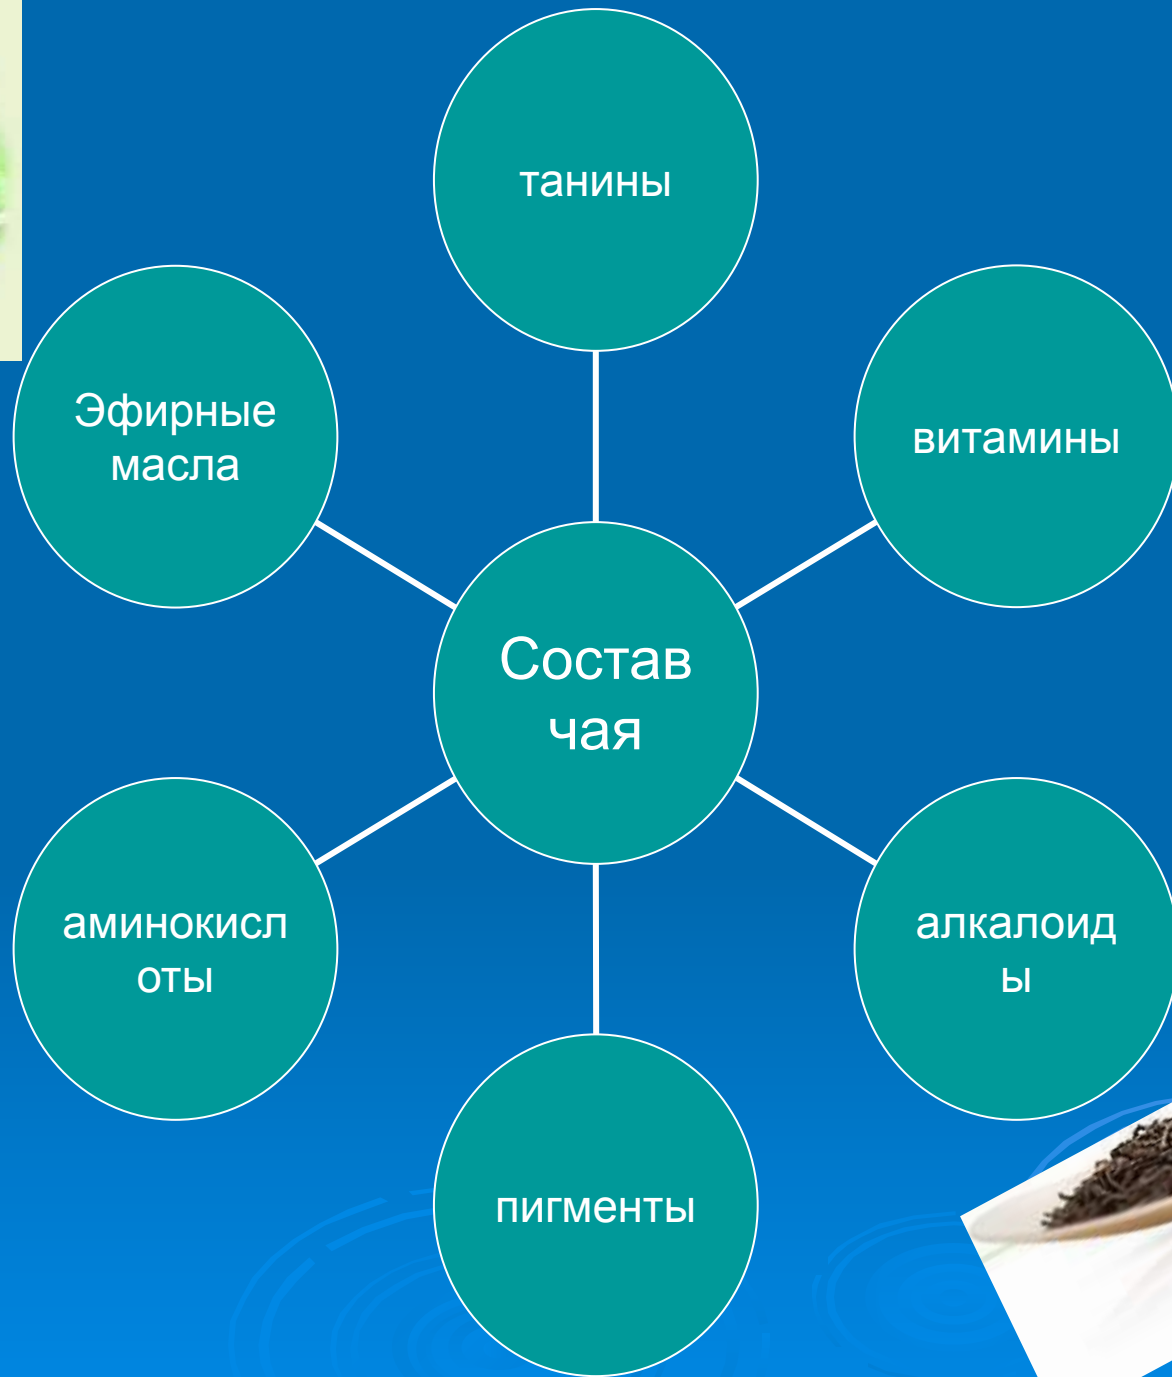 танины
Эфирные
масла
витамины
Состав
чая
аминокисл
оты
алкалоид
ы
пигменты